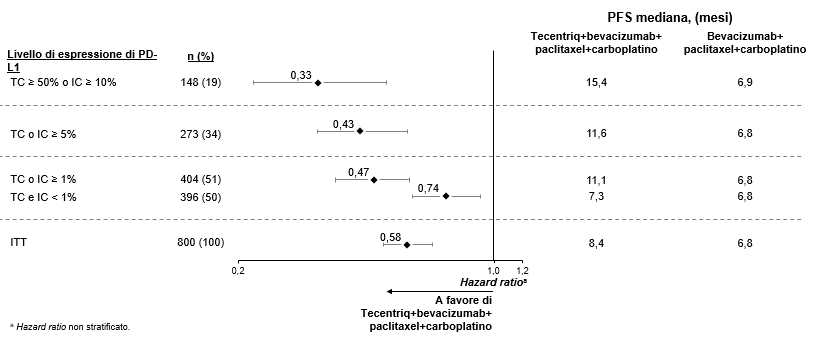 PFS mediana, (mesi)
Tecentriq+bevacizumab+
paclitaxel+carboplatino
Bevacizumab+
paclitaxel+carboplatino
Livello di espressione di PD-
L1
n (%)
TC ≥ 50% o IC ≥ 10% 148 (19) 0,33 15,4 6,9
TC o IC ≥ 5% 273 (34) 0,43 11,6 6,8
TC o IC ≥ 1% 404 (51) 0,47 11,1 6,8
TC e IC < 1% 396 (50) 0,74 7,3 6,8
ITT 800 (100) 0,58 8,4 6,8
0,2 1,0 1,2
Hazard ratioª
A favore di
Tecentriq+bevacizumab+
paclitaxel+carboplatino
ª Hazard ratio non stratificato.